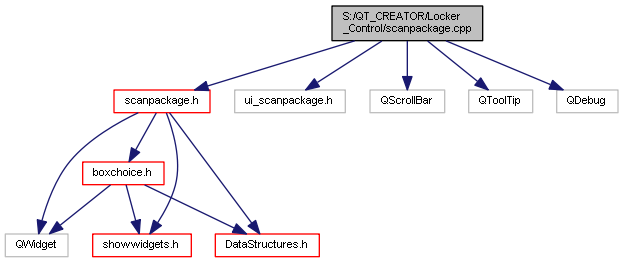 S:/QT_CREATOR/Locker
_Control/scanpackage.cpp
scanpackage.h
ui_scanpackage.h
QScrollBar
QToolTip
QDebug
boxchoice.h
QWidget
showwidgets.h
DataStructures.h